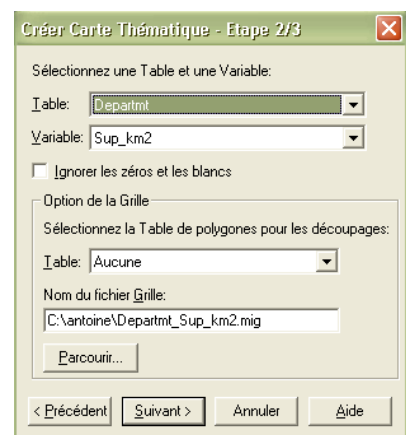 Créer Carte Thématique - Etape 2/3
Sélectionnez une Table et une Variable:
Table: Departmt
Variable: Sup_km2
Ignorer les zéros et les blancs
Option de la Grille
Sélectionnez la Table de polygones pour les découpages:
Table: Aucune
Nom du fichier Grille:
C:\antoine\Departmt_Sup_km2.mig
Parcourir...
< Précédent Suivant > Annuler Aide